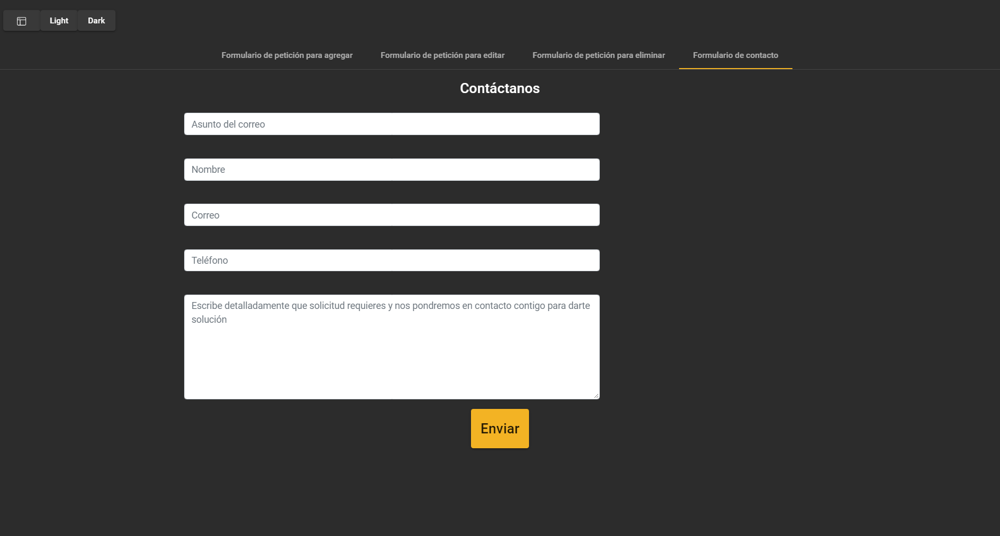 Light
Dark
Formulario de petición para agregar
Formulario de petición para editar
Formulario de petición para eliminar
Formulario de contacto
Contáctanos
Asunto del correo
Nombre
Correo
Teléfono
Escribe detalladamente que solicitud requieres y nos pondremos en contacto contigo para darte
solución
Enviar